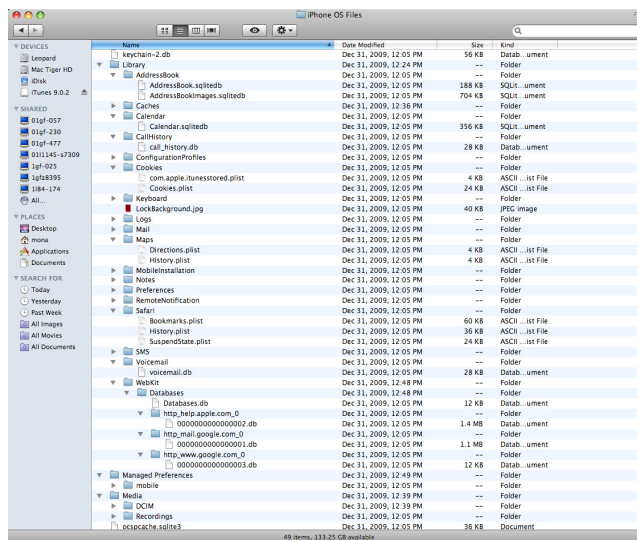 iPhone OS Files
DEVICES
Leopard
Mac Tiger HD
iDisk
iTunes 9.0.2
SHARED
01gf-057
01gf-230
01gf-477
01l1145-s7309
1gf-025
1gfz8395
1l84-174
All...
PLACES
Desktop
mona
Applications
Documents
SEARCH FOR
Today
Yesterday
Past Week
All Images
All Movies
All Documents
Name Date Modified Size Kind
keychain-2.db Dec 31, 2009, 12:05 PM 56 KB Datab...ument
Library Dec 31, 2009, 12:24 PM -- Folder
AddressBook Dec 31, 2009, 12:05 PM -- Folder
AddressBook.sqlitedb Dec 31, 2009, 12:05 PM 188 KB SQLit...ument
AddressBookImages.sqlitedb Dec 31, 2009, 12:05 PM 704 KB SQLit...ument
Caches Dec 31, 2009, 12:36 PM -- Folder
Calendar Dec 31, 2009, 12:05 PM -- Folder
Calendar.sqlitedb Dec 31, 2009, 12:05 PM 356 KB SQLit...ument
CallHistory Dec 31, 2009, 12:05 PM -- Folder
call_history.db Dec 31, 2009, 12:05 PM 28 KB Datab...ument
ConfigurationProfiles Dec 31, 2009, 12:05 PM -- Folder
Cookies Dec 31, 2009, 12:05 PM -- Folder
com.apple.itunesstored.plist Dec 31, 2009, 12:05 PM 4 KB ASCII ...ist File
Cookies.plist Dec 31, 2009, 12:05 PM 24 KB ASCII ...ist File
Keyboard Dec 31, 2009, 12:05 PM -- Folder
LockBackground.jpg Dec 31, 2009, 12:05 PM 40 KB JPEG image
Logs Dec 31, 2009, 12:05 PM -- Folder
Mail Dec 31, 2009, 12:05 PM -- Folder
Maps Dec 31, 2009, 12:05 PM -- Folder
Directions.plist Dec 31, 2009, 12:05 PM 4 KB ASCII ...ist File
History.plist Dec 31, 2009, 12:05 PM 4 KB ASCII ...ist File
MobileInstallation Dec 31, 2009, 12:05 PM -- Folder
Notes Dec 31, 2009, 12:05 PM -- Folder
Preferences Dec 31, 2009, 12:05 PM -- Folder
RemoteNotification Dec 31, 2009, 12:05 PM -- Folder
Safari Dec 31, 2009, 12:05 PM -- Folder
Bookmarks.plist Dec 31, 2009, 12:05 PM 60 KB ASCII ...ist File
History.plist Dec 31, 2009, 12:05 PM 36 KB ASCII ...ist File
SuspendState.plist Dec 31, 2009, 12:05 PM 24 KB ASCII ...ist File
SMS Dec 31, 2009, 12:05 PM -- Folder
Voicemail Dec 31, 2009, 12:05 PM -- Folder
voicemail.db Dec 31, 2009, 12:05 PM 28 KB Datab...ument
WebKit Dec 31, 2009, 12:48 PM -- Folder
Databases Dec 31, 2009, 12:48 PM -- Folder
Databases.db Dec 31, 2009, 12:05 PM 12 KB Datab...ument
http_help.apple.com_0 Dec 31, 2009, 12:05 PM -- Folder
0000000000000002.db Dec 31, 2009, 12:05 PM 1.4 MB Datab...ument
http_mail.google.com_0 Dec 31, 2009, 12:05 PM -- Folder
0000000000000001.db Dec 31, 2009, 12:05 PM 1.1 MB Datab...ument
http_www.google.com_0 Dec 31, 2009, 12:05 PM -- Folder
0000000000000003.db Dec 31, 2009, 12:05 PM 12 KB Datab...ument
Managed Preferences Dec 31, 2009, 12:49 PM -- Folder
mobile Dec 31, 2009, 12:05 PM -- Folder
Media Dec 31, 2009, 12:39 PM -- Folder
DCIM Dec 31, 2009, 12:39 PM -- Folder
Recordings Dec 31, 2009, 12:05 PM -- Folder
ocspcache.sqlite3 Dec 31, 2009, 12:05 PM 36 KB Document
49 items, 133.25 GB available